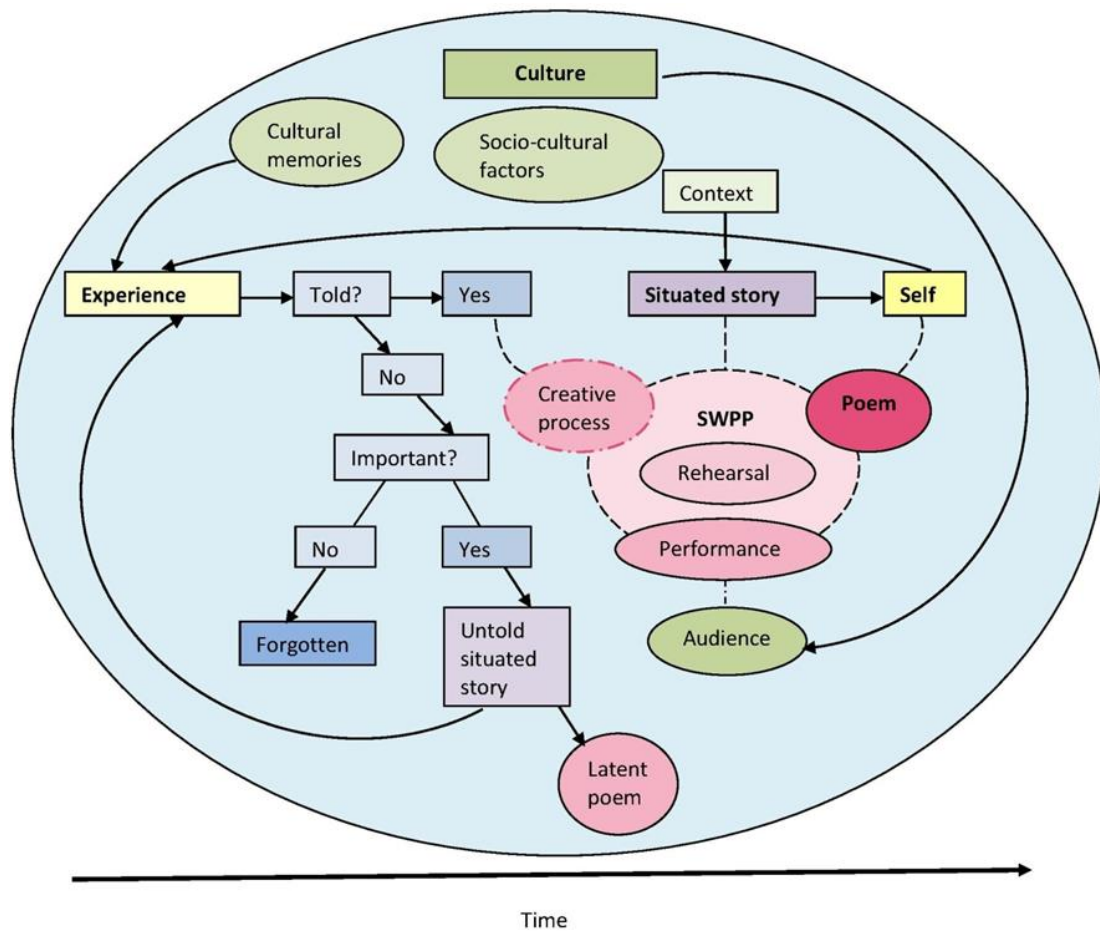 Culture
Cultural
memories
Socio-cultural
factors
Context
Experience
Told?
Yes
Situated story
Self
No
Creative
process
Poem
SWPP
Important?
Rehearsal
No
Yes
Performance
Forgotten
Untold
situated
story
Audience
Latent
poem
Time